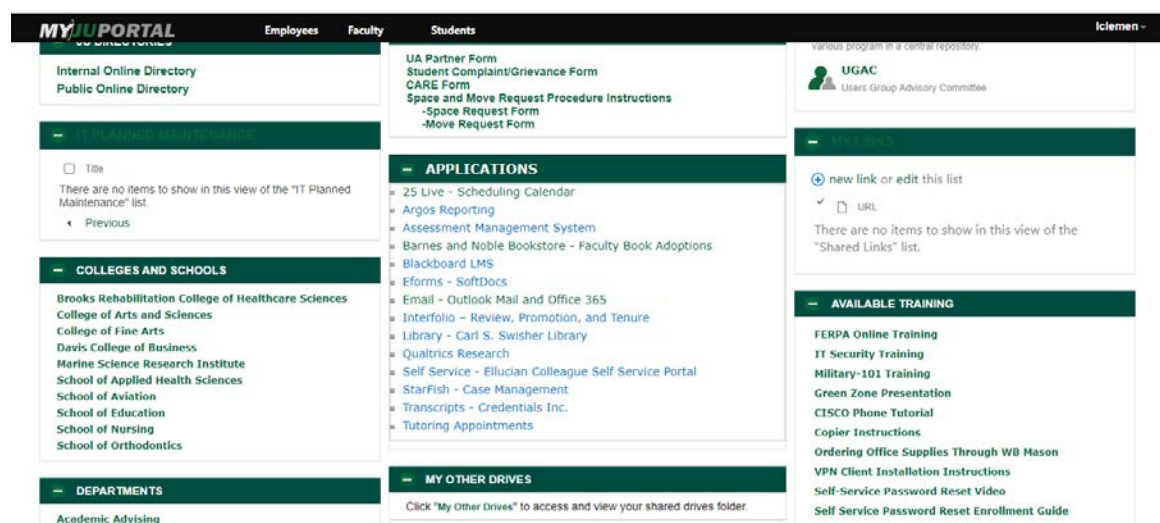 MYJUPORTAL
Employees
Faculty
Students
lclemen
JU DIRECTORIES
Internal Online Directory
Public Online Directory
IT PLANNED MAINTENANCE
Title
There are no items to show in this view of the "IT Planned
Maintenance" list.
Previous
COLLEGES AND SCHOOLS
Brooks Rehabilitation College of Healthcare Sciences
College of Arts and Sciences
College of Fine Arts
Davis College of Business
Marine Science Research Institute
School of Applied Health Sciences
School of Aviation
School of Education
School of Nursing
School of Orthodontics
DEPARTMENTS
Academic Advising
UA Partner Form
Student Complaint/Grievance Form
CARE Form
Space and Move Request Procedure Instructions
-Space Request Form
-Move Request Form
APPLICATIONS
25 Live - Scheduling Calendar
Argos Reporting
Assessment Management System
Barnes and Noble Bookstore - Faculty Book Adoptions
Blackboard LMS
Eforms - SoftDocs
Email - Outlook Mail and Office 365
Interfolio – Review, Promotion, and Tenure
Library - Carl S. Swisher Library
Qualtrics Research
Self Service - Ellucian Colleague Self Service Portal
StarFish - Case Management
Transcripts - Credentials Inc.
Tutoring Appointments
MY OTHER DRIVES
Click "My Other Drives" to access and view your shared drives folder.
various program in a central repository.
UGAC
Users Group Advisory Committee
MY LINKS
new link or edit this list
URL
There are no items to show in this view of the
"Shared Links" list.
AVAILABLE TRAINING
FERPA Online Training
IT Security Training
Military-101 Training
Green Zone Presentation
CISCO Phone Tutorial
Copier Instructions
Ordering Office Supplies Through WB Mason
VPN Client Installation Instructions
Self-Service Password Reset Video
Self Service Password Reset Enrollment Guide